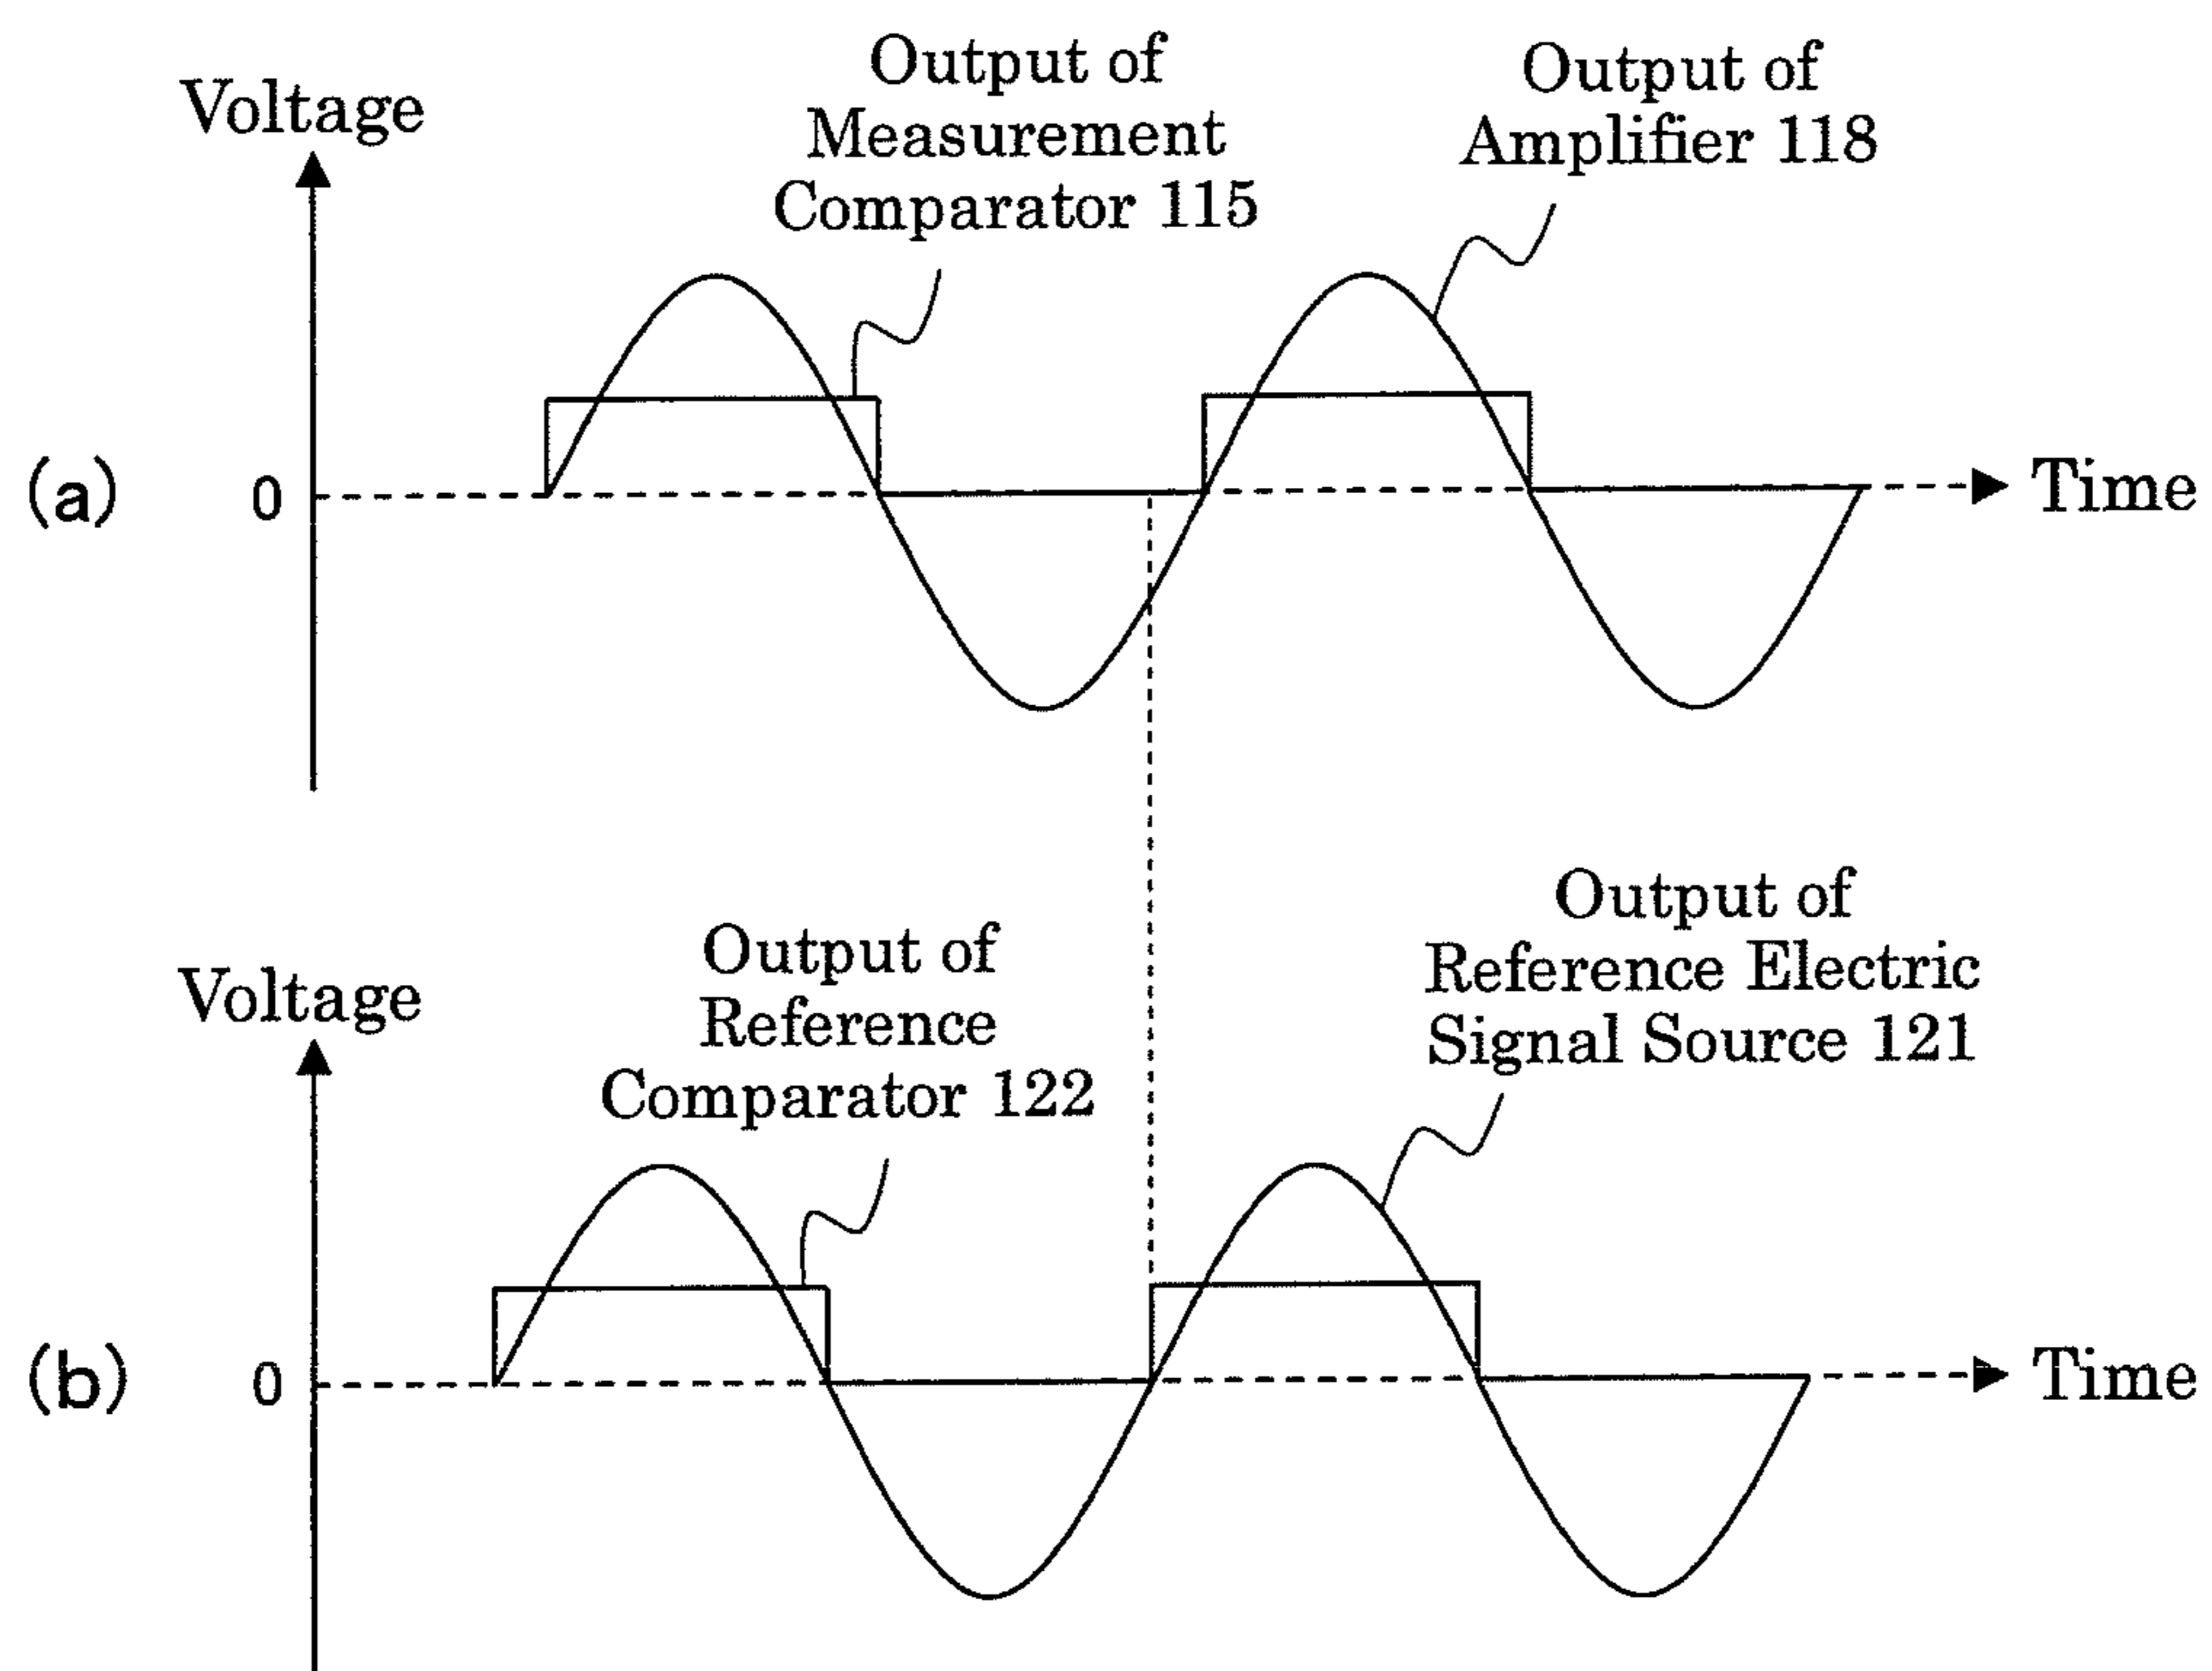 Voltage
Output of
Measurement
Comparator 115
Output of
Amplifier 118
(a)
0
Time
Voltage
Output of
Reference
Comparator 122
Output of
Reference Electric
Signal Source 121
(b)
0
Time